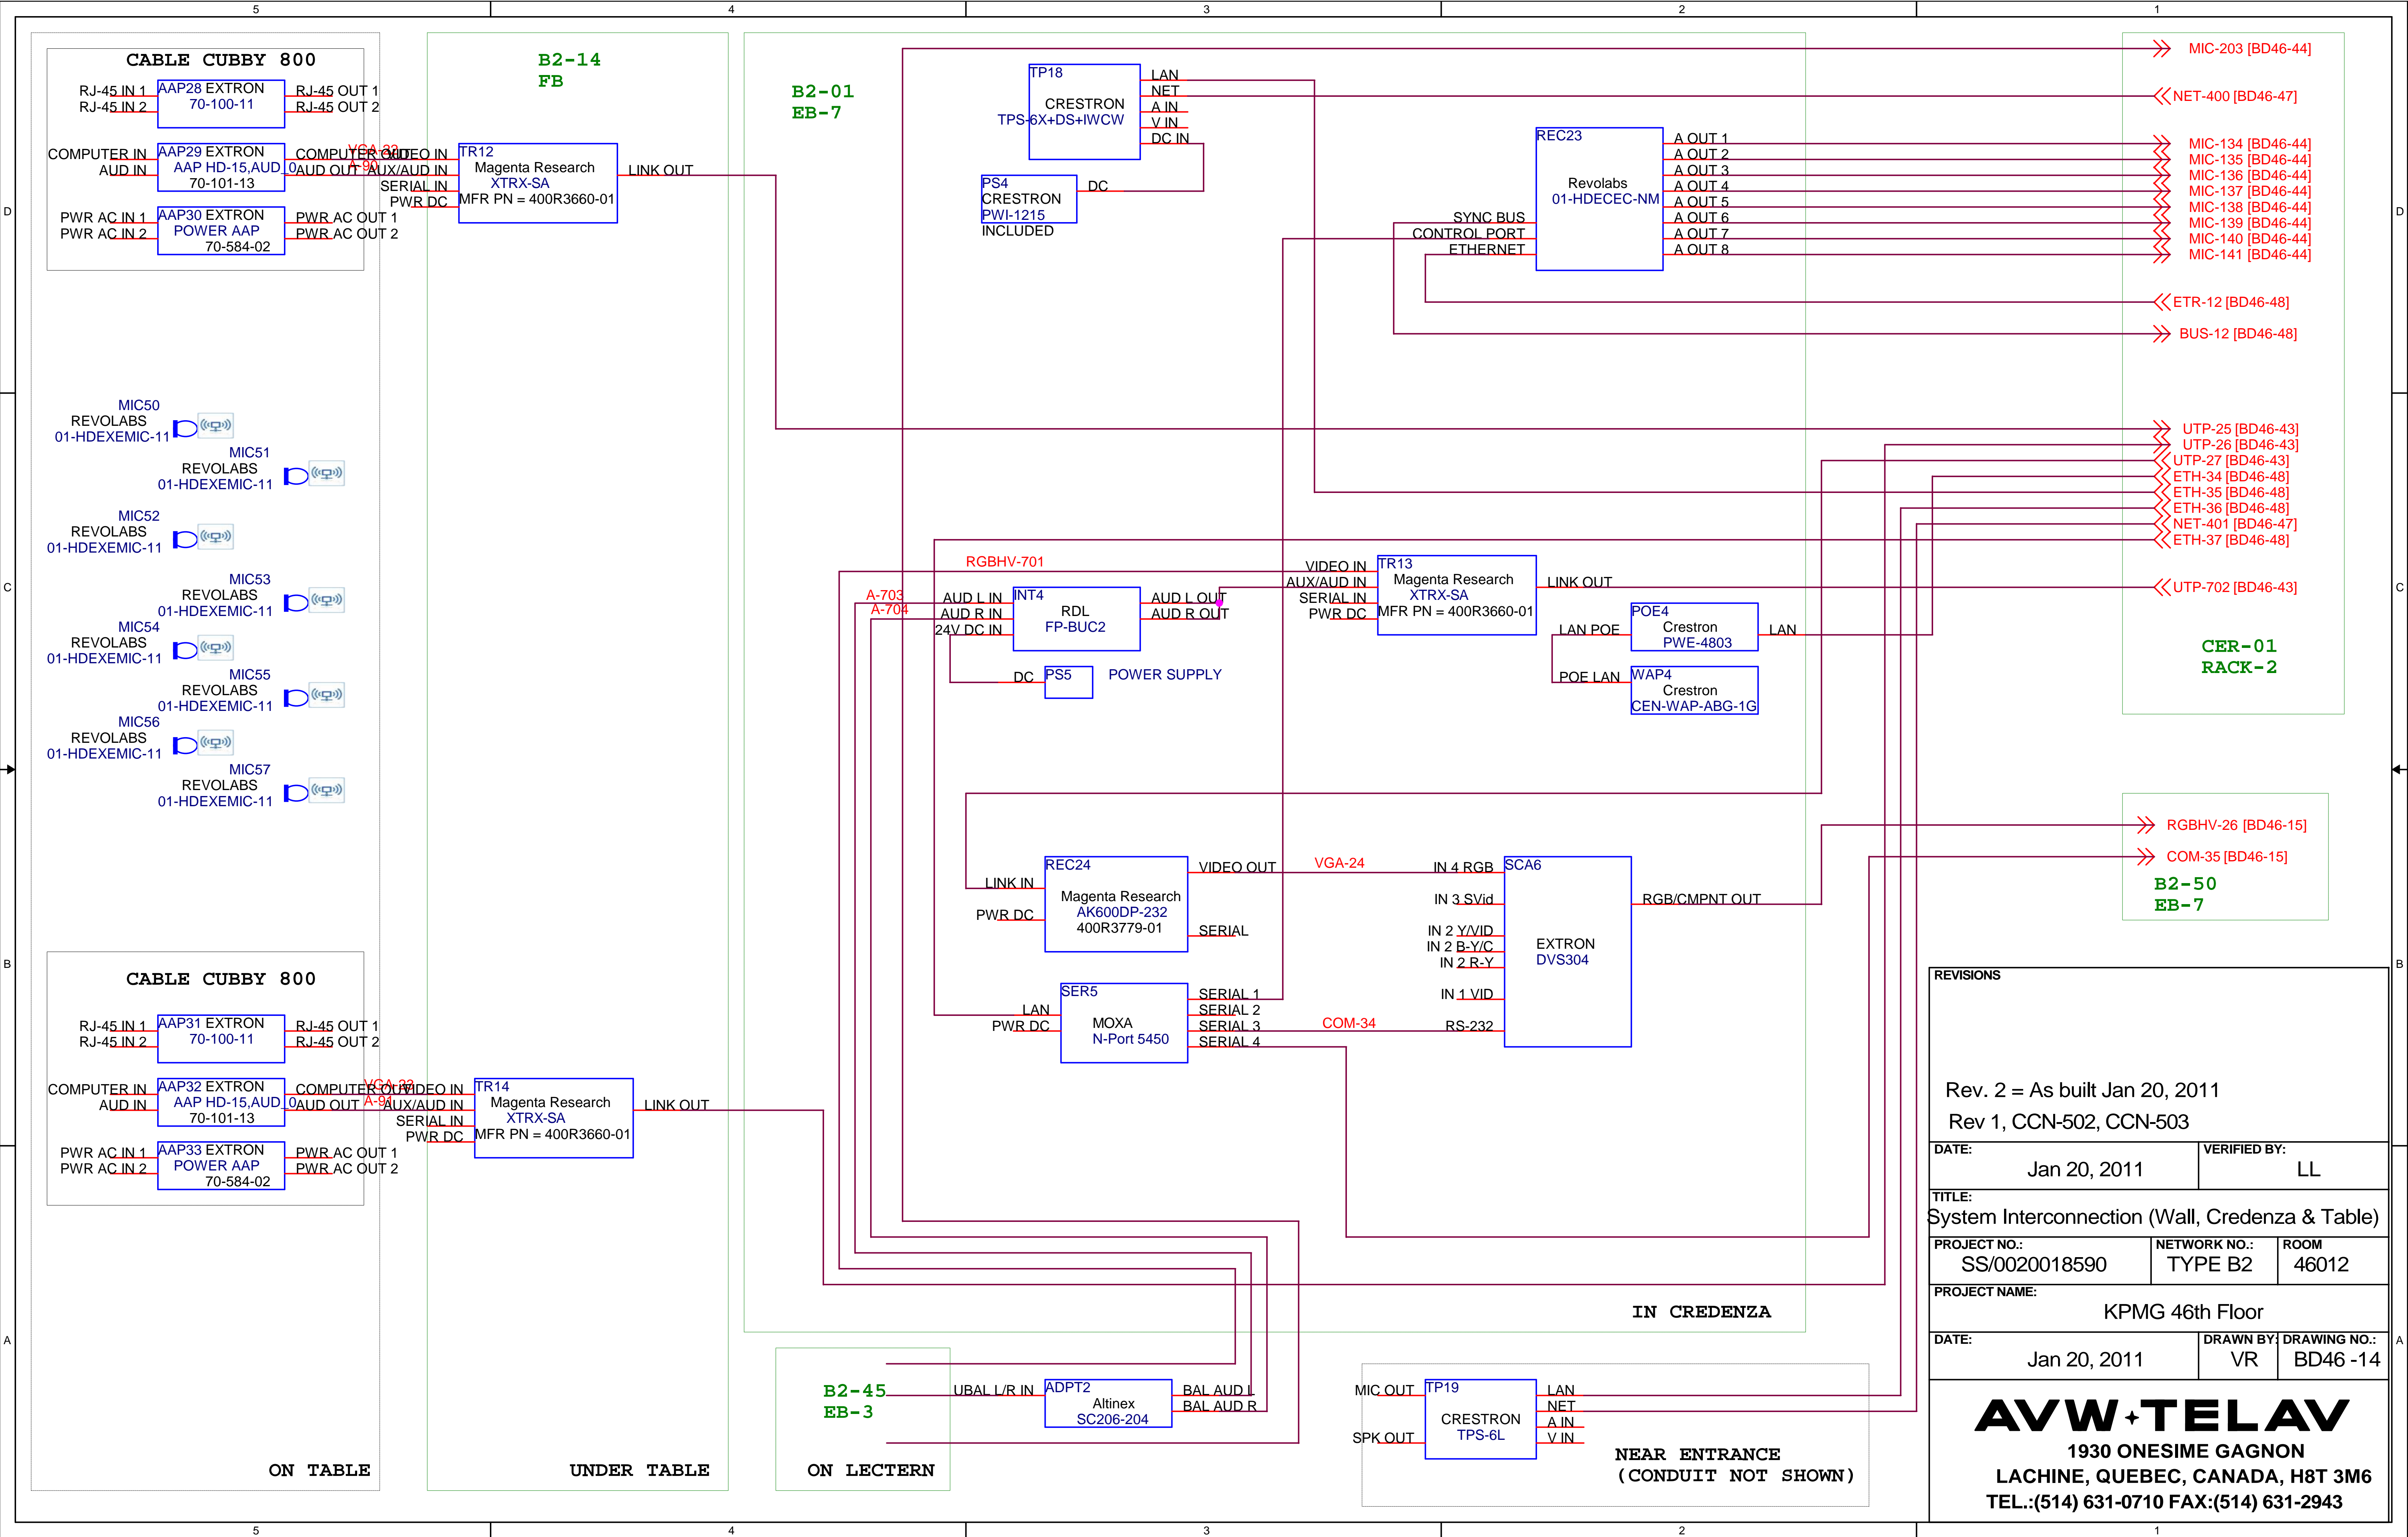 5 4 3 2 1
D
C
B
A
CABLE CUBBY 800
RJ-45 IN 1
RJ-45 IN 2
AAP28 EXTRON
70-100-11
RJ-45 OUT 1
RJ-45 OUT 2
COMPUTER IN
AUD IN
AAP29 EXTRON
AAP HD-15,AUD_0
70-101-13
COMPUTER OUT
AUD OUT
VGA-22
A-90
PWR AC IN 1
PWR AC IN 2
AAP30 EXTRON
POWER AAP
70-584-02
PWR AC OUT 1
PWR AC OUT 2
MIC50
REVOLABS
01-HDEXEMIC-11
MIC51
REVOLABS
01-HDEXEMIC-11
MIC52
REVOLABS
01-HDEXEMIC-11
MIC53
REVOLABS
01-HDEXEMIC-11
MIC54
REVOLABS
01-HDEXEMIC-11
MIC55
REVOLABS
01-HDEXEMIC-11
MIC56
REVOLABS
01-HDEXEMIC-11
MIC57
REVOLABS
01-HDEXEMIC-11
CABLE CUBBY 800
RJ-45 IN 1
RJ-45 IN 2
AAP31 EXTRON
70-100-11
RJ-45 OUT 1
RJ-45 OUT 2
COMPUTER IN
AUD IN
AAP32 EXTRON
AAP HD-15,AUD_0
70-101-13
COMPUTER OUT
AUD OUT
VGA-23
A-91
PWR AC IN 1
PWR AC IN 2
AAP33 EXTRON
POWER AAP
70-584-02
PWR AC OUT 1
PWR AC OUT 2
ON TABLE
B2-14
FB
VIDEO IN
AUX/AUD IN
SERIAL IN
PWR DC
TR12
Magenta Research
XTRX-SA
MFR PN = 400R3660-01
LINK OUT
VIDEO IN
AUX/AUD IN
SERIAL IN
PWR DC
TR14
Magenta Research
XTRX-SA
MFR PN = 400R3660-01
LINK OUT
UNDER TABLE
B2-01
EB-7
TP18
CRESTRON
TPS-6X+DS+IWCW
LAN
NET
A IN
V IN
DC IN
PS4
CRESTRON
PWI-1215
INCLUDED
DC
REC23
Revolabs
01-HDECEC-NM
SYNC BUS
CONTROL PORT
ETHERNET
A OUT 1
A OUT 2
A OUT 3
A OUT 4
A OUT 5
A OUT 6
A OUT 7
A OUT 8
RGBHV-701
A-703
A-704
AUD L IN
AUD R IN
24V DC IN
INT4
RDL
FP-BUC2
AUD L OUT
AUD R OUT
DC
PS5
POWER SUPPLY
VIDEO IN
AUX/AUD IN
SERIAL IN
PWR DC
TR13
Magenta Research
XTRX-SA
MFR PN = 400R3660-01
LINK OUT
LAN POE
POE4
Crestron
PWE-4803
LAN
POE LAN
WAP4
Crestron
CEN-WAP-ABG-1G
LINK IN
PWR DC
REC24
Magenta Research
AK600DP-232
400R3779-01
VIDEO OUT
SERIAL
VGA-24
IN 4 RGB
IN 3 SVid
IN 2 Y/VID
IN 2 B-Y/C
IN 2 R-Y
IN 1 VID
RS-232
SCA6
EXTRON
DVS304
RGB/CMPNT OUT
LAN
PWR DC
SER5
MOXA
N-Port 5450
SERIAL 1
SERIAL 2
SERIAL 3
SERIAL 4
COM-34
IN CREDENZA
B2-45
EB-3
ON LECTERN
UBAL L/R IN
ADPT2
Altinex
SC206-204
BAL AUD L
BAL AUD R
MIC OUT
SPK OUT
TP19
CRESTRON
TPS-6L
LAN
NET
A IN
V IN
NEAR ENTRANCE
(CONDUIT NOT SHOWN)
MIC-203 [BD46-44]
NET-400 [BD46-47]
MIC-134 [BD46-44]
MIC-135 [BD46-44]
MIC-136 [BD46-44]
MIC-137 [BD46-44]
MIC-138 [BD46-44]
MIC-139 [BD46-44]
MIC-140 [BD46-44]
MIC-141 [BD46-44]
ETR-12 [BD46-48]
BUS-12 [BD46-48]
UTP-25 [BD46-43]
UTP-26 [BD46-43]
UTP-27 [BD46-43]
ETH-34 [BD46-48]
ETH-35 [BD46-48]
ETH-36 [BD46-48]
NET-401 [BD46-47]
ETH-37 [BD46-48]
UTP-702 [BD46-43]
CER-01
RACK-2
RGBHV-26 [BD46-15]
COM-35 [BD46-15]
B2-50
EB-7
REVISIONS
Rev. 2 = As built Jan 20, 2011
Rev 1, CCN-502, CCN-503
DATE:
Jan 20, 2011
VERIFIED BY:
LL
TITLE:
System Interconnection (Wall, Credenza & Table)
PROJECT NO.:
SS/0020018590
NETWORK NO.:
TYPE B2
ROOM
46012
PROJECT NAME:
KPMG 46th Floor
DATE:
Jan 20, 2011
DRAWN BY:
VR
DRAWING NO.:
BD46 -14
AVW TELAV
1930 ONESIME GAGNON
LACHINE, QUEBEC, CANADA, H8T 3M6
TEL.:(514) 631-0710 FAX:(514) 631-2943
D
C
B
A
5 4 3 2 1